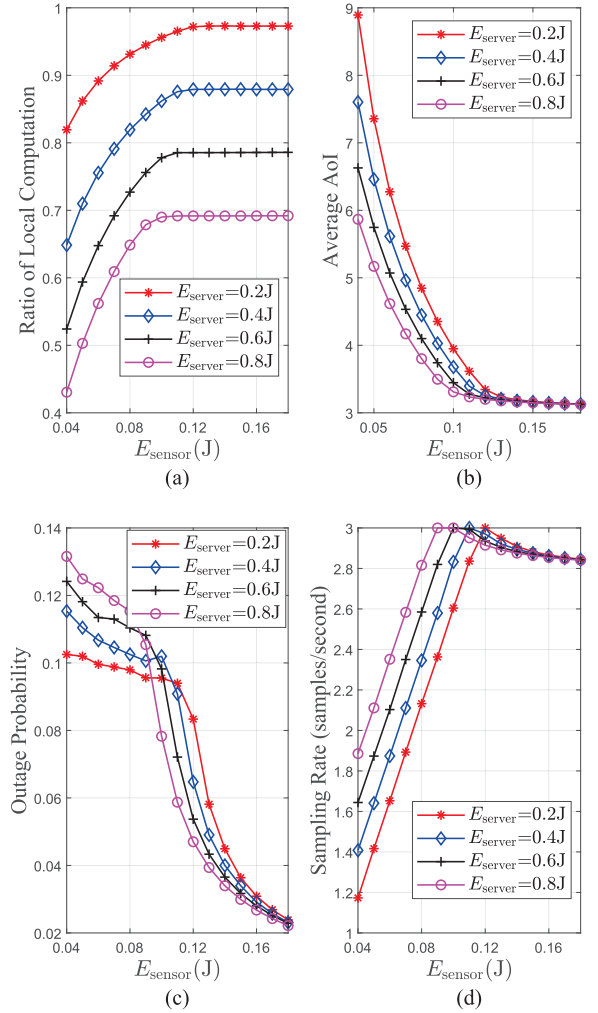 Ratio of Local Computation
1
0.9
0.8
0.7
0.6
0.5
0.4
0.04
0.08
0.12
0.16
E_sensor(J)
E_server=0.2J
E_server=0.4J
E_server=0.6J
E_server=0.8J
(a)
Average AoI
9
8
7
6
5
4
3
0.05
0.1
0.15
E_sensor(J)
E_server=0.2J
E_server=0.4J
E_server=0.6J
E_server=0.8J
(b)
Outage Probability
0.14
0.12
0.1
0.08
0.06
0.04
0.02
0.04
0.08
0.12
0.16
E_sensor(J)
E_server=0.2J
E_server=0.4J
E_server=0.6J
E_server=0.8J
(c)
Sampling Rate (samples/second)
3
2.8
2.6
2.4
2.2
2
1.8
1.6
1.4
1.2
1
0.04
0.08
0.12
0.16
E_sensor(J)
E_server=0.2J
E_server=0.4J
E_server=0.6J
E_server=0.8J
(d)